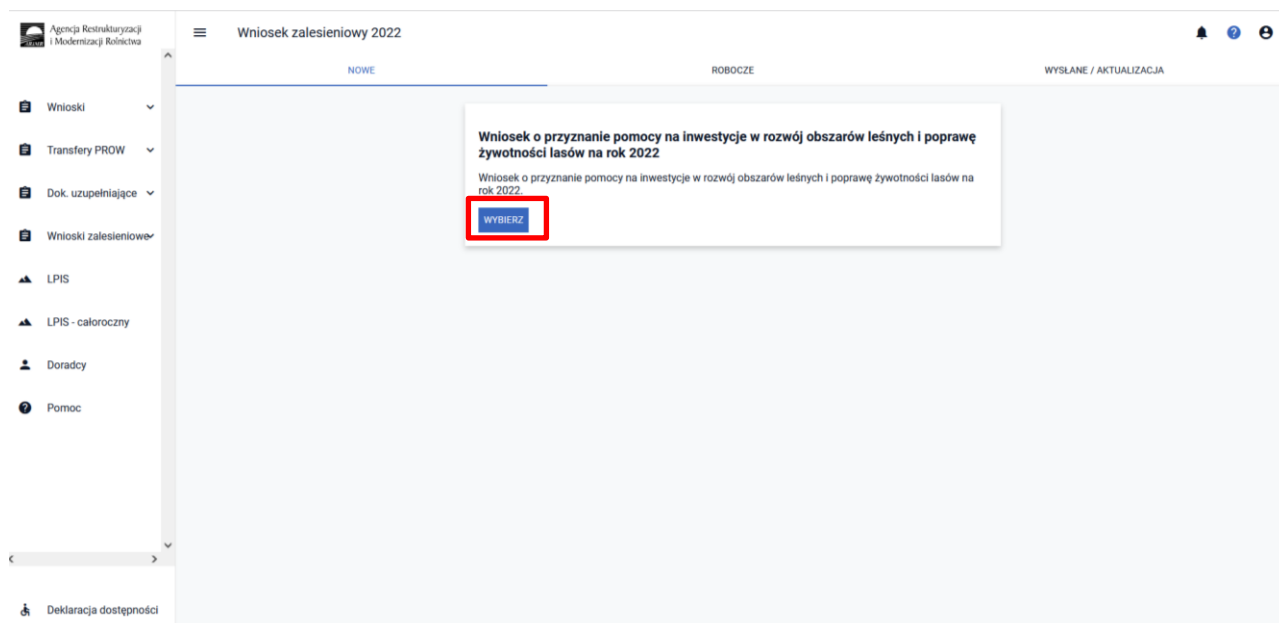 Agencja Restrukturyzacji
i Modernizacji Rolnictwa
Wniosek zalesieniowy 2022
NOWE
ROBOCZE
WYSŁANE / AKTUALIZACJA
Wnioski
Transfery PROW
Dok. uzupełniające
Wnioski zalesieniowe
LPIS
LPIS - całoroczny
Doradcy
Pomoc
Deklaracja dostępności
Wniosek o przyznanie pomocy na inwestycje w rozwój obszarów leśnych i poprawę
żywotności lasów na rok 2022
Wniosek o przyznanie pomocy na inwestycje w rozwój obszarów leśnych i poprawę żywotności lasów na
rok 2022.
WYBIERZ